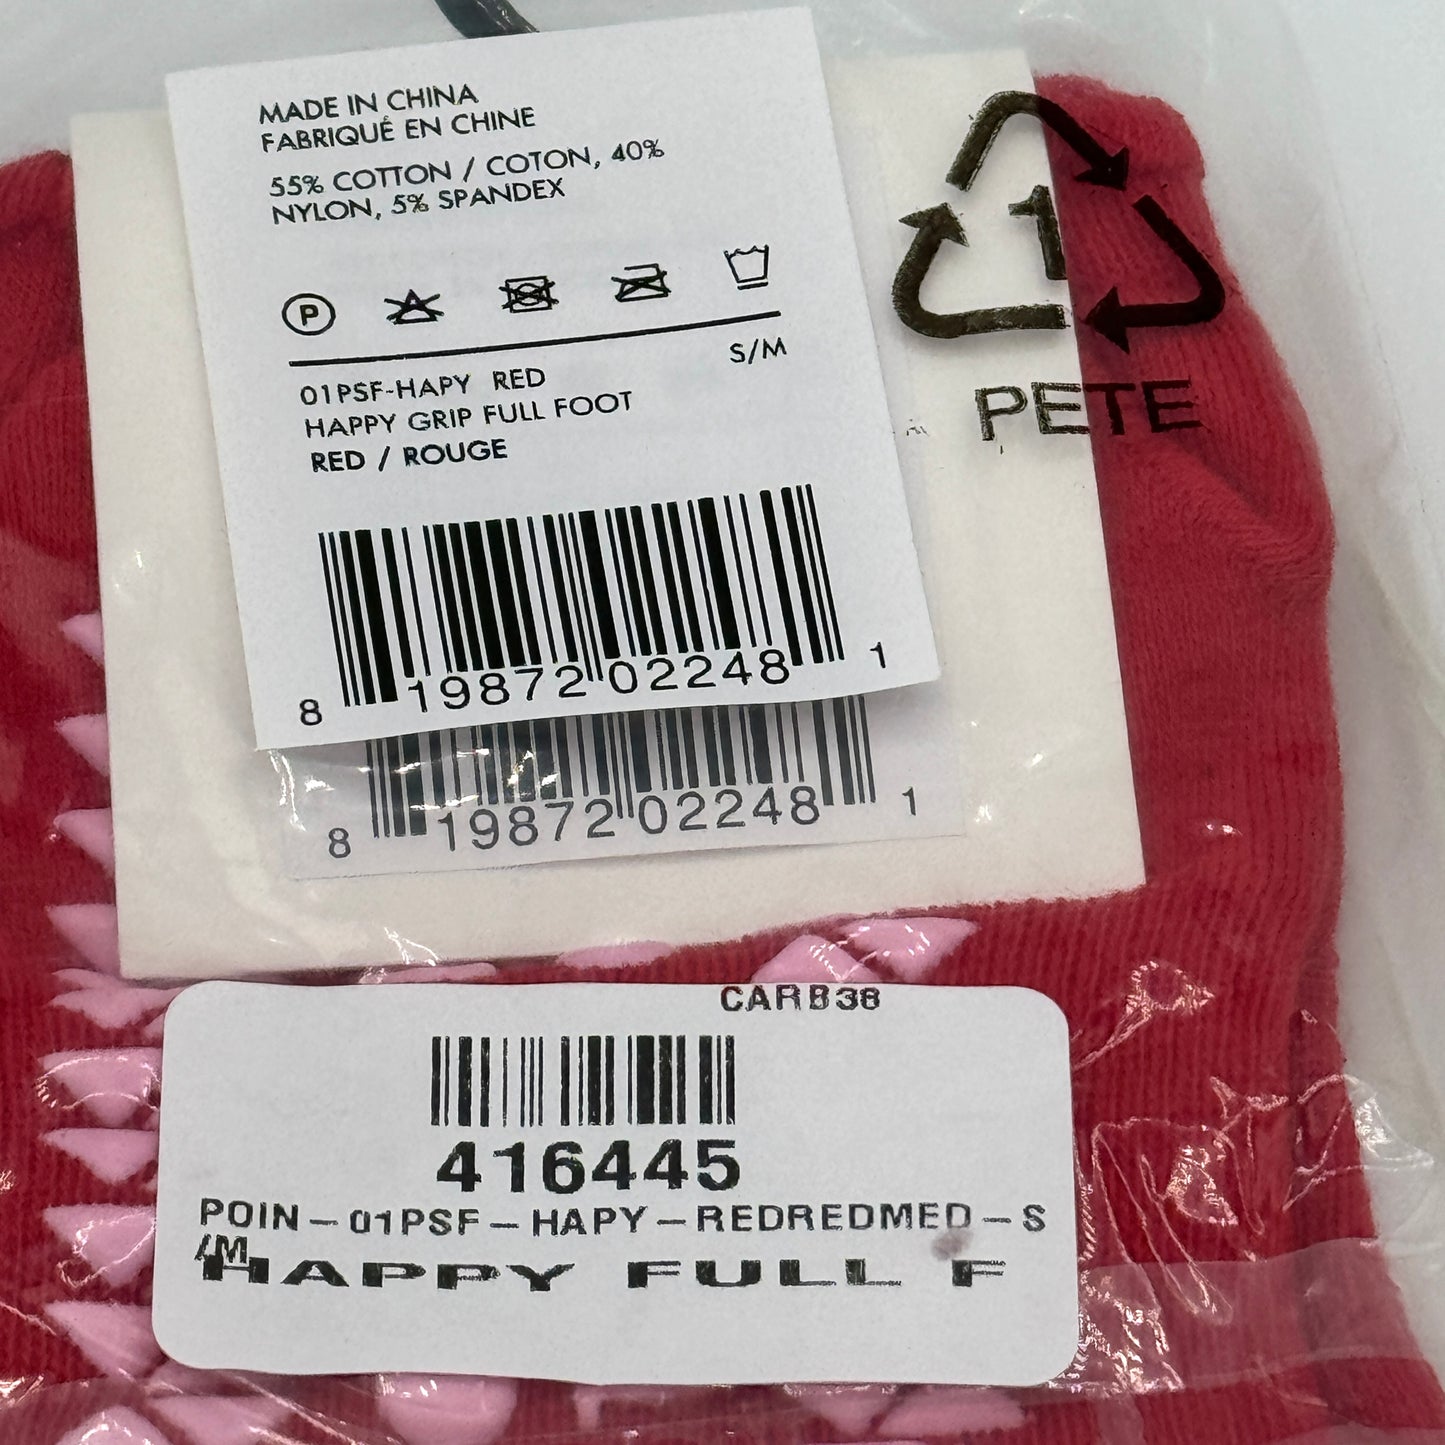 MADE IN CHINA
FABRIQUÉ EN CHINE
55% COTTON / COTON, 40%
NYLON, 5% SPANDEX
P
S/M
01PSF-HAPY RED
HAPPY GRIP FULL FOOT
RED / ROUGE
8 19872 02248 1
8 19872 02248 1
1
PETE
CARB38
416445
POIN-01PSF-HAPY-REDREDMED-S
/M
HAPPY FULL F